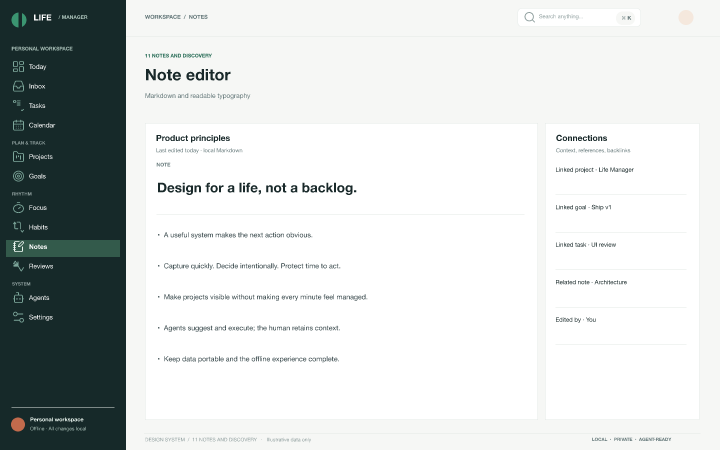 LIFE / MANAGER
PERSONAL WORKSPACE
Today
Inbox
Tasks
Calendar
PLAN & TRACK
Projects
Goals
RHYTHM
Focus
Habits
Notes
Reviews
SYSTEM
Agents
Settings
Personal workspace
Offline · All changes local
WORKSPACE / NOTES
Search anything...
⌘ K
11 NOTES AND DISCOVERY
Note editor
Markdown and readable typography
Product principles
Last edited today · local Markdown
NOTE
Design for a life, not a backlog.
• A useful system makes the next action obvious.
• Capture quickly. Decide intentionally. Protect time to act.
• Make projects visible without making every minute feel managed.
• Agents suggest and execute; the human retains context.
• Keep data portable and the offline experience complete.
Connections
Context, references, backlinks
Linked project · Life Manager
Linked goal · Ship v1
Linked task · UI review
Related note · Architecture
Edited by · You
DESIGN SYSTEM / 11 NOTES AND DISCOVERY · Illustrative data only
LOCAL · PRIVATE · AGENT-READY